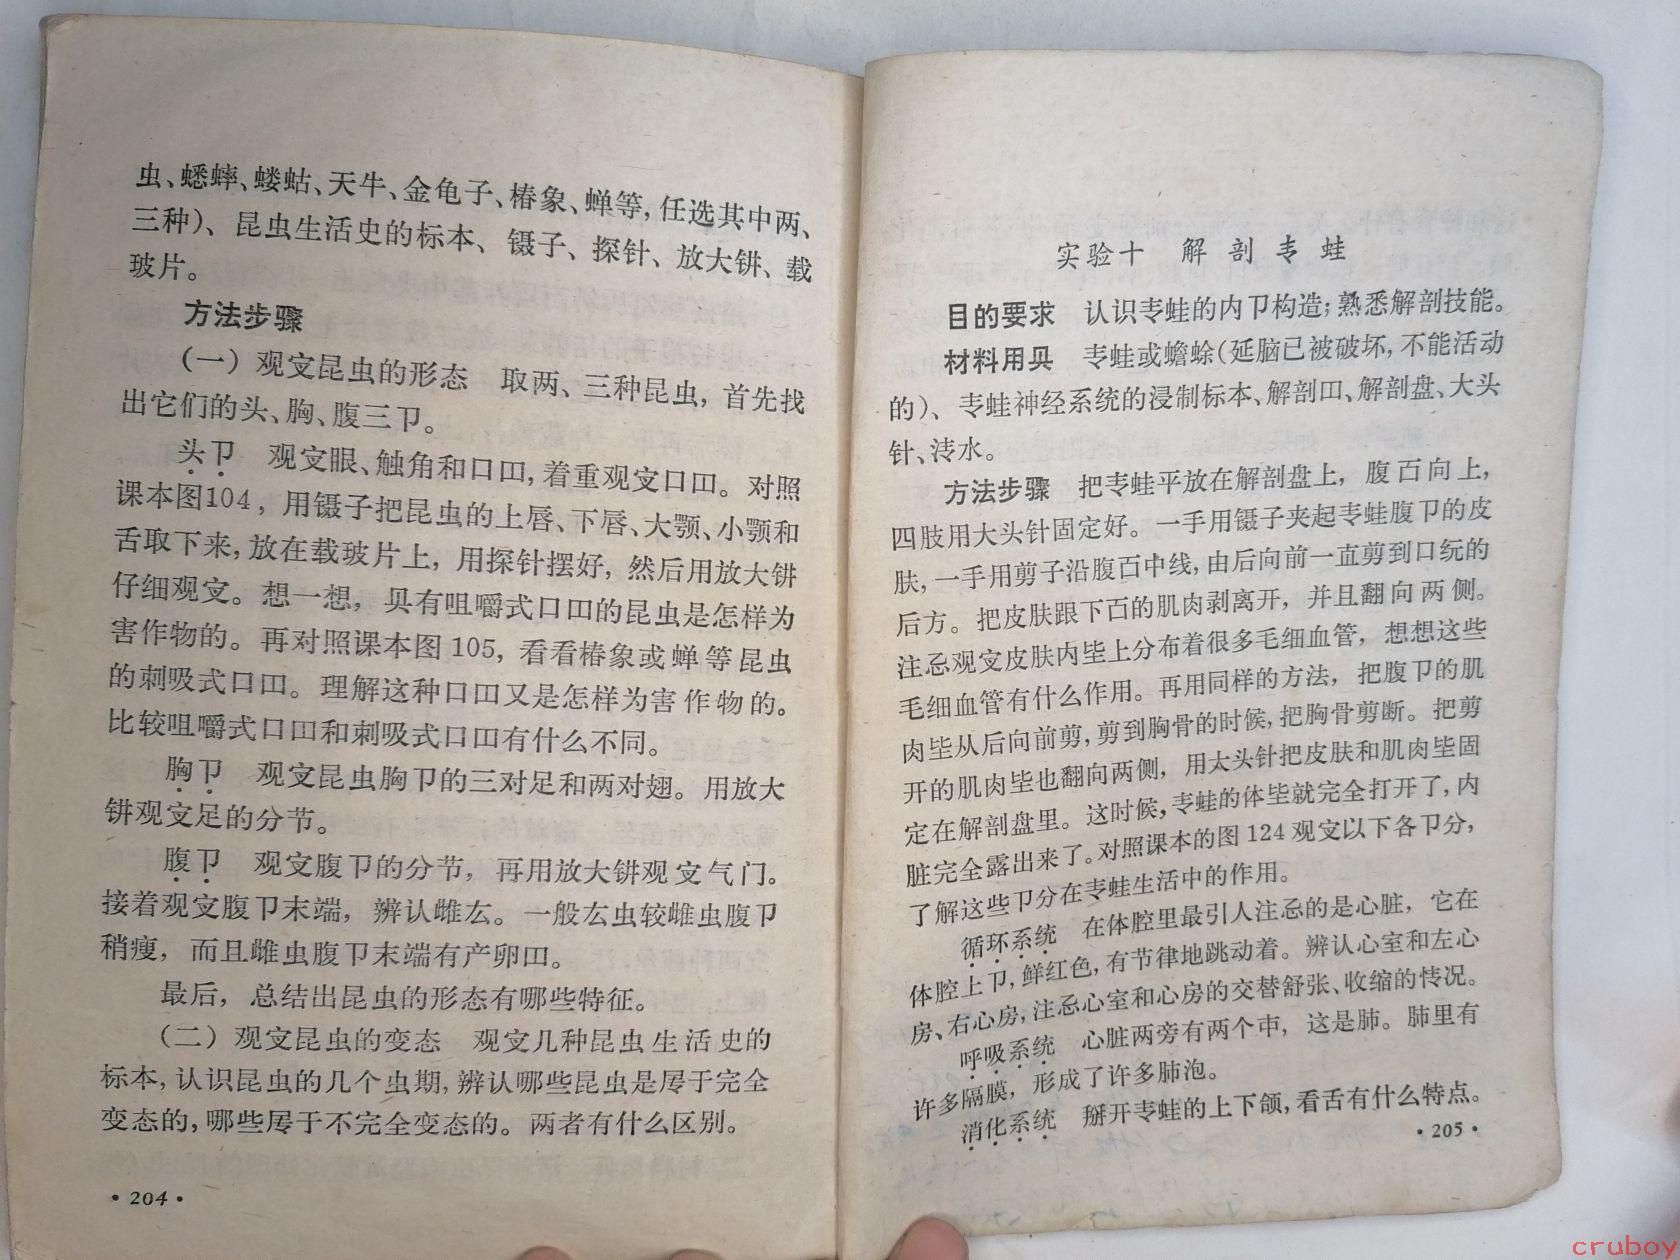 虫、蟋蟀、蝼蛄、天牛、金龟子、椿象、蝉等,任选其中两、
三种)、昆虫生活史的标本、镊子、探针、放大镜、载
玻片。
方法步骤
(一) 观察昆虫的形态 取两、三种昆虫,首先找
出它们的头、胸、腹三部。
头部 观察眼、触角和口器,着重观察口器。对照
课本图104,用镊子把昆虫的上唇、下唇、大颚、小颚和
舌取下来,放在载玻片上,用探针摆好,然后用放大镜
仔细观察。想一想,具有咀嚼式口器的昆虫是怎样为
害作物的。再对照课本图 105,看看椿象或蝉等昆虫
的刺吸式口器。理解这种口器又是怎样为害作物的。
比较咀嚼式口器和刺吸式口器有什么不同。
胸部 观察昆虫胸部的三对足和两对翅。用放大
镜观察足的分节。
腹部 观察腹部的分节,再用放大镜观察气门。
接着观察腹部末端,辨认雌雄。一般雄虫较雌虫腹部
稍瘦,而且雌虫腹部末端有产卵器。
最后,总结出昆虫的形态有哪些特征。
(二) 观察昆虫的变态 观察几种昆虫生活史的
标本,认识昆虫的几个虫期,辨认哪些昆虫是属于完全
变态的,哪些属于不完全变态的。两者有什么区别。
·204·
实验十 解剖青蛙
目的要求 认识青蛙的内部构造;熟悉解剖技能。
材料用具 青蛙或蟾蜍(延脑已被破坏,不能活动
的)、青蛙神经系统的浸制标本、解剖器、解剖盘、大头
针、清水。
方法步骤 把青蛙平放在解剖盘上,腹面向上,
四肢用大头针固定好。一手用镊子夹起青蛙腹部的皮
肤,一手用剪子沿腹面中线,由后向前一直剪到口腔的
后方。把皮肤跟下面的肌肉剥离开,并且翻向两侧。
注意观察皮肤内壁上分布着很多毛细血管,想想这些
毛细血管有什么作用。再用同样的方法,把腹部的肌
肉壁从后向前剪,剪到胸骨的时候,把胸骨剪断。把剪
开的肌肉壁也翻向两侧,用大头针把皮肤和肌肉壁固
定在解剖盘里。这时候,青蛙的体壁就完全打开了,内
脏完全露出来了。对照课本的图 124 观察以下各部分,
了解这些部分在青蛙生活中的作用。
循环系统 在体腔里最引人注意的是心脏,它在
体腔上部,鲜红色,有节律地跳动着。辨认心室和左心
房、右心房,注意心室和心房的交替舒张、收缩的情况。
呼吸系统 心脏两旁有两个囊,这是肺。肺里有
许多隔膜,形成了许多肺泡。
消化系统 掰开青蛙的上下颌,看舌有什么特点。
·205·
cruboy